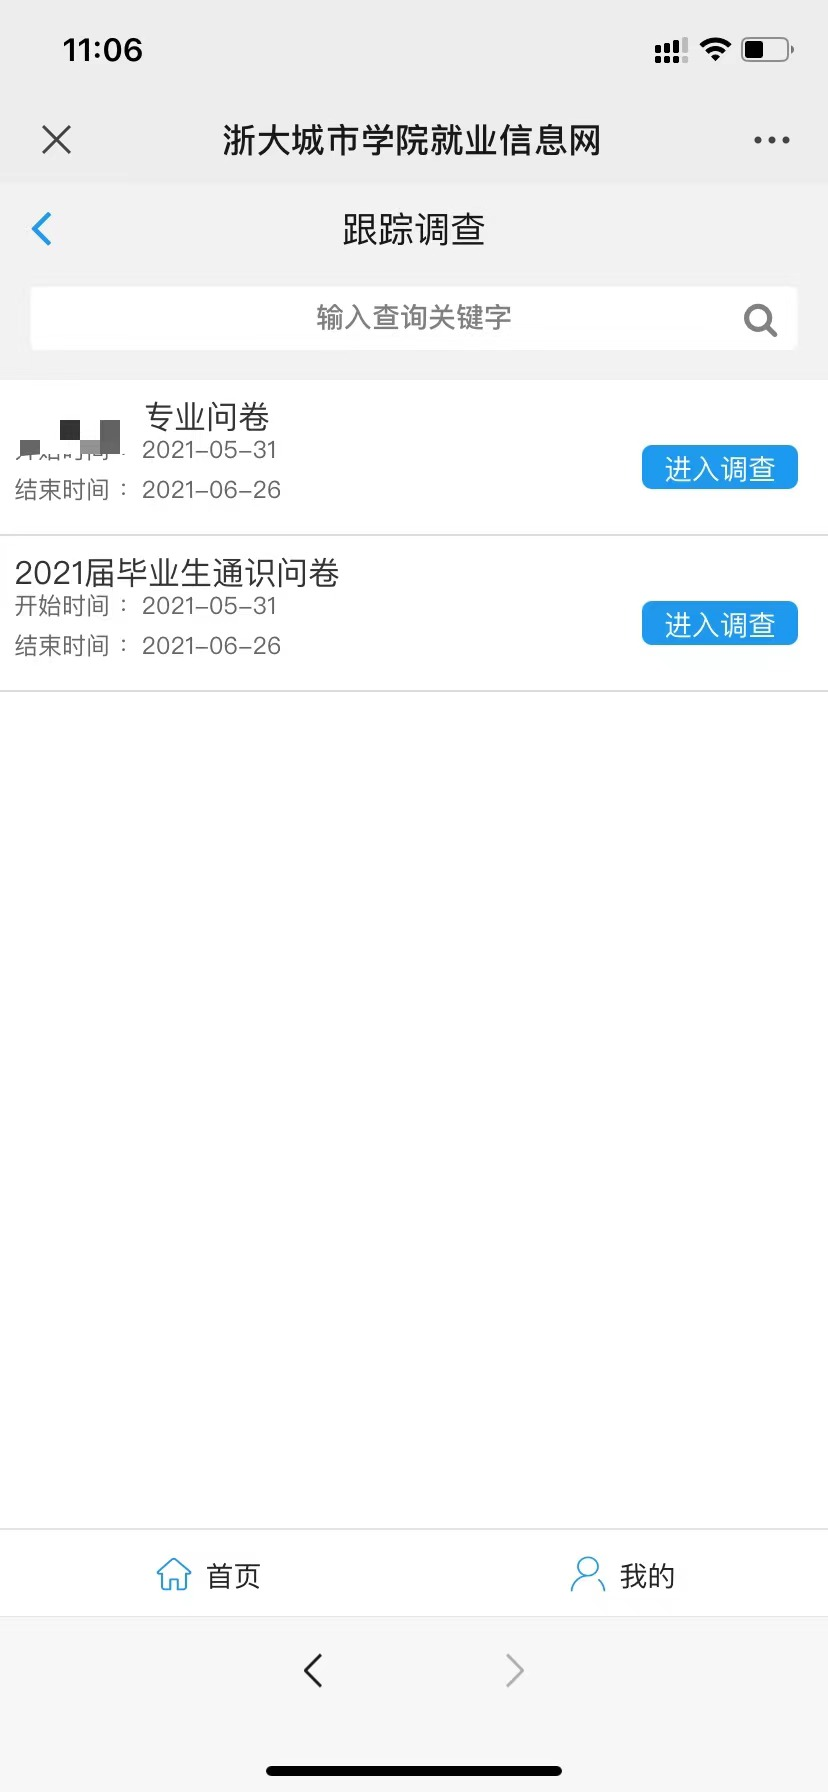 11:06
浙大城市学院就业信息网
跟踪调查
输入查询关键字
专业问卷
开始时间： 2021-05-31
结束时间： 2021-06-26
进入调查
2021届毕业生通识问卷
开始时间： 2021-05-31
结束时间： 2021-06-26
进入调查
首页
我的